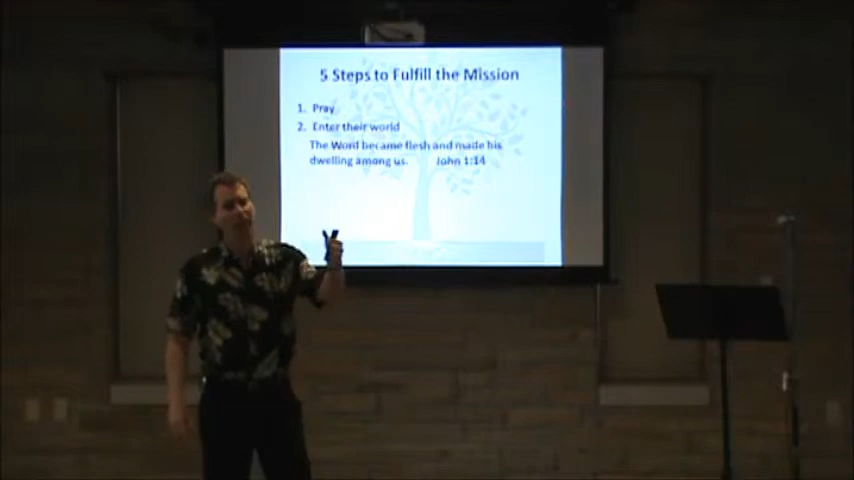 5 Steps to Fulfill the Mission
1. Pray
2. Enter their world
The Word became flesh and made his
dwelling among us. John 1:14